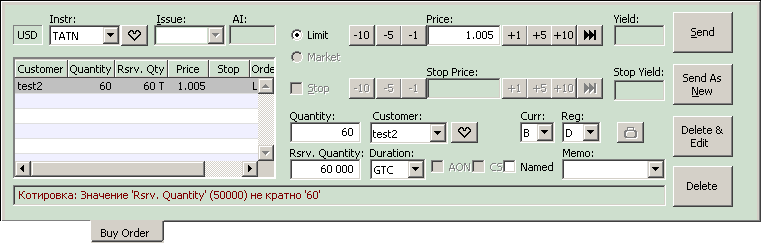 Instr: Issue: AI: Price: Yield:
USD TATN Limit -10 -5 -1 1.005 +1 +5 +10 Send
Market
Stop Price: Stop Yield:
Customer Quantity Rsrv. Qty Price Stop Orde
test2 60 60 T 1.005 L
Stop -10 -5 -1 +1 +5 +10 Send As New
Quantity: Customer: Curr: Reg:
60 test2 B D Delete & Edit
Rsrv. Quantity: Duration: Memo:
60 000 GTC AON CS Named Delete
Котировка: Значение 'Rsrv. Quantity' (50000) не кратно '60'
Buy Order